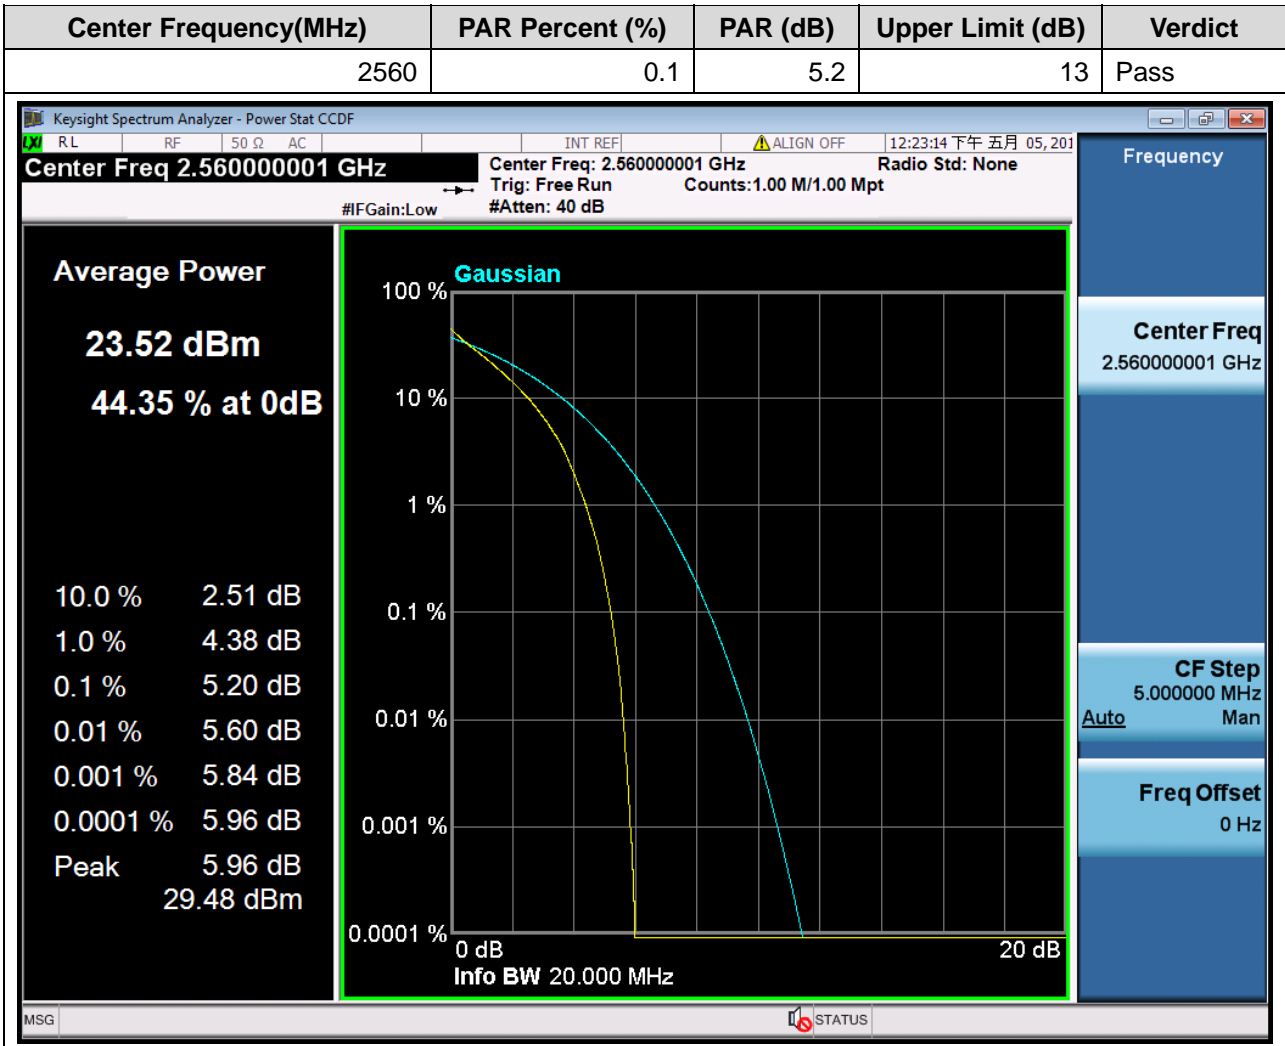 Center Frequency(MHz) PAR Percent (%) PAR (dB) Upper Limit (dB) Verdict
2560 0.1 5.2 13 Pass
Keysight Spectrum Analyzer - Power Stat CCDF
LXI RL RF 50 Ω AC INT REF ALIGN OFF 12:23:14 下午 五月 05, 201
Center Freq 2.560000001 GHz
Center Freq: 2.560000001 GHz Radio Std: None
Trig: Free Run Counts:1.00 M/1.00 Mpt
#IFGain:Low #Atten: 40 dB
Average Power
23.52 dBm
44.35 % at 0dB
10.0 % 2.51 dB
1.0 % 4.38 dB
0.1 % 5.20 dB
0.01 % 5.60 dB
0.001 % 5.84 dB
0.0001 % 5.96 dB
Peak 5.96 dB
29.48 dBm
Gaussian
100 %
10 %
1 %
0.1 %
0.01 %
0.001 %
0.0001 %
0 dB 20 dB
Info BW 20.000 MHz
Frequency
Center Freq
2.560000001 GHz
CF Step
5.000000 MHz
Auto Man
Freq Offset
0 Hz
MSG STATUS